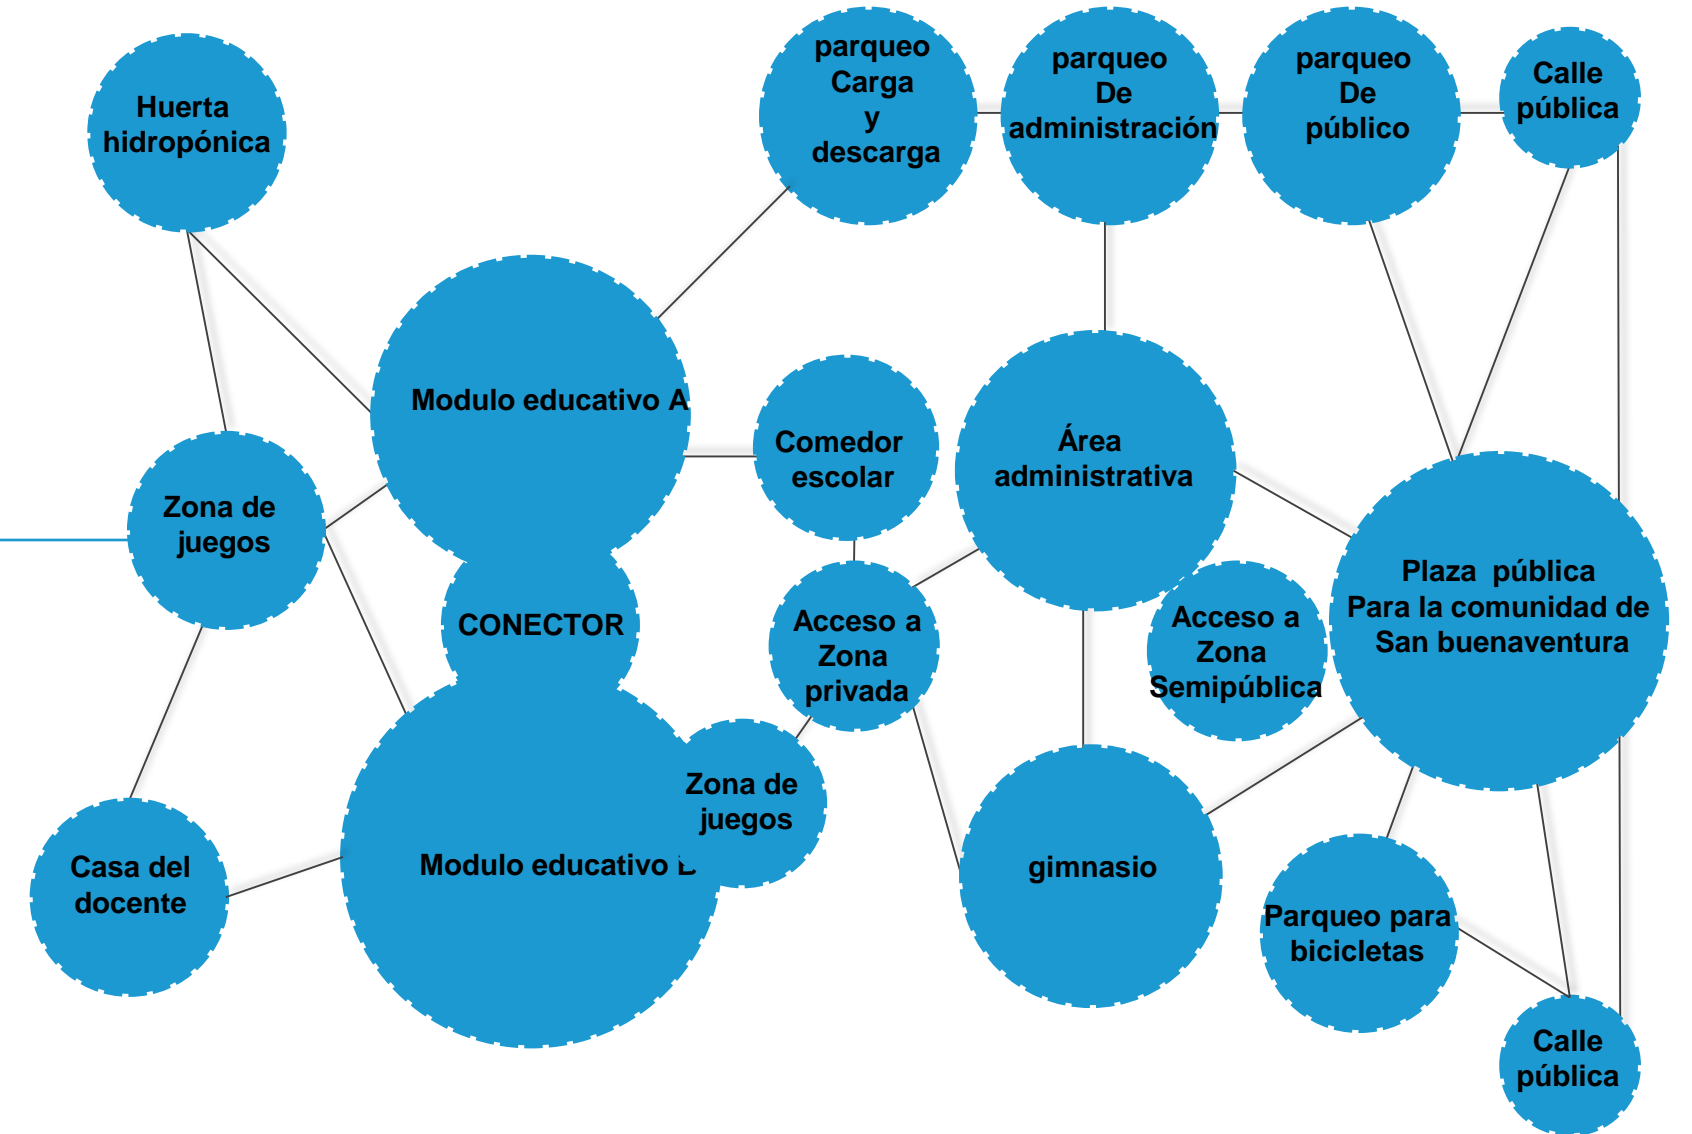 parqueo
Carga
y
descarga
parqueo
De
administración
parqueo
De
público
Calle
pública
Huerta
hidropónica
Modulo educativo A
Comedor
escolar
Área
administrativa
Zona de
juegos
Plaza pública
Para la comunidad de
San buenaventura
CONECTOR
Acceso a
Zona
privada
Acceso a
Zona
Semipública
Zona de
juegos
Modulo educativo
Casa del
docente
gimnasio
Parqueo para
bicicletas
Calle
pública